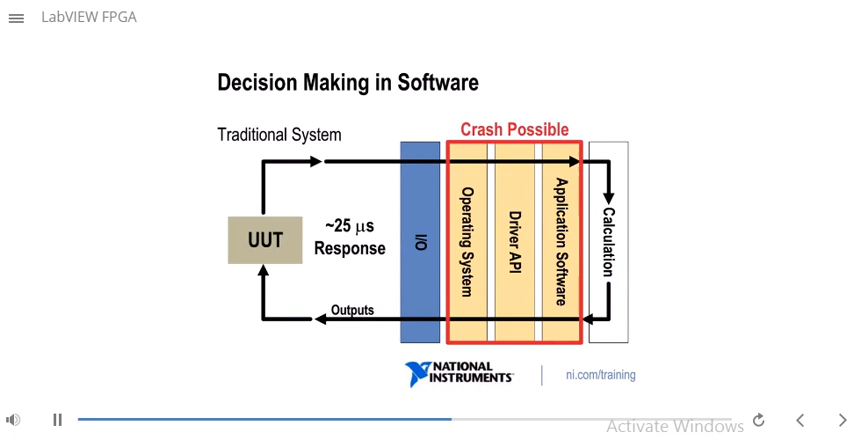 LabVIEW FPGA
Decision Making in Software
Traditional System
Crash Possible
UUT
~25 µs
Response
I/O
Operating System
Driver API
Application Software
Calculation
Outputs
NATIONAL
INSTRUMENTS™
ni.com/training
Activate Windows